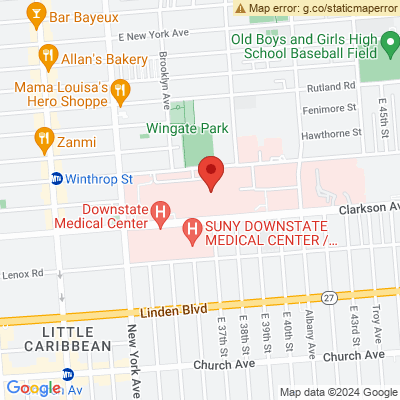 Map error: g.co/staticmaperror
Bar Bayeux
E New York Ave
Old Boys and Girls High
School Baseball Field
Allan's Bakery
Brooklyn Ave
Mama Louisa's
Hero Shoppe
Rutland Rd
Fenimore St
E 45th St
Wingate Park
Hawthorne St
Zanmi
Winthrop St
Downstate
Medical Center
H
H
Clarkson Av
SUNY DOWNSTATE
MEDICAL CENTER /...
Lenox Rd
27
Linden Blvd
LITTLE
CARIBBEAN
New York Ave
E 37th St
E 38th St
E 39th St
E 40th St
Albany Ave
E 43rd St
Troy Ave
Church Ave
Church Ave
Google
Map data ©2024 Google